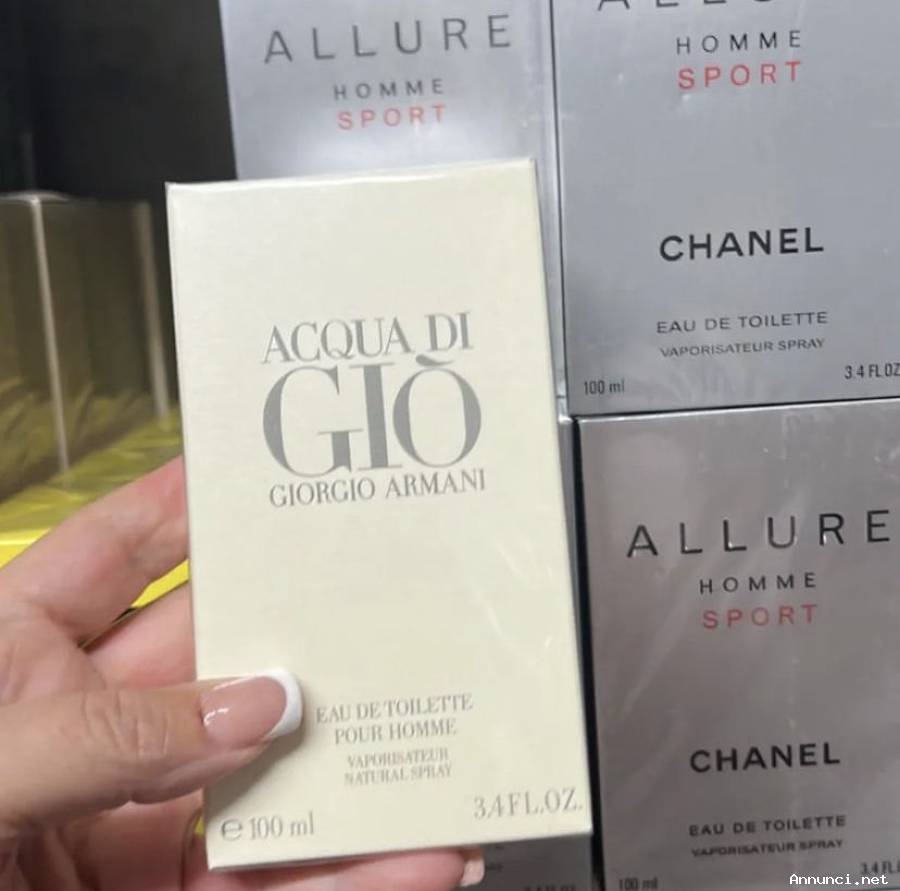 ALLURE
HOMME
SPORT
HOMME
SPORT
CHANEL
EAU DE TOILETTE
VAPORISATEUR SPRAY
100 ml
3.4 FL.OZ
ACQUA DI
GIÒ
GIORGIO ARMANI
EAU DE TOILETTE
POUR HOMME
VAPORISATEUR
NATURAL SPRAY
e 100 ml
3.4 FL.OZ.
ALLURE
HOMME
SPORT
CHANEL
EAU DE TOILETTE
VAPORISATEUR SPRAY
100 ml
Annunci.net